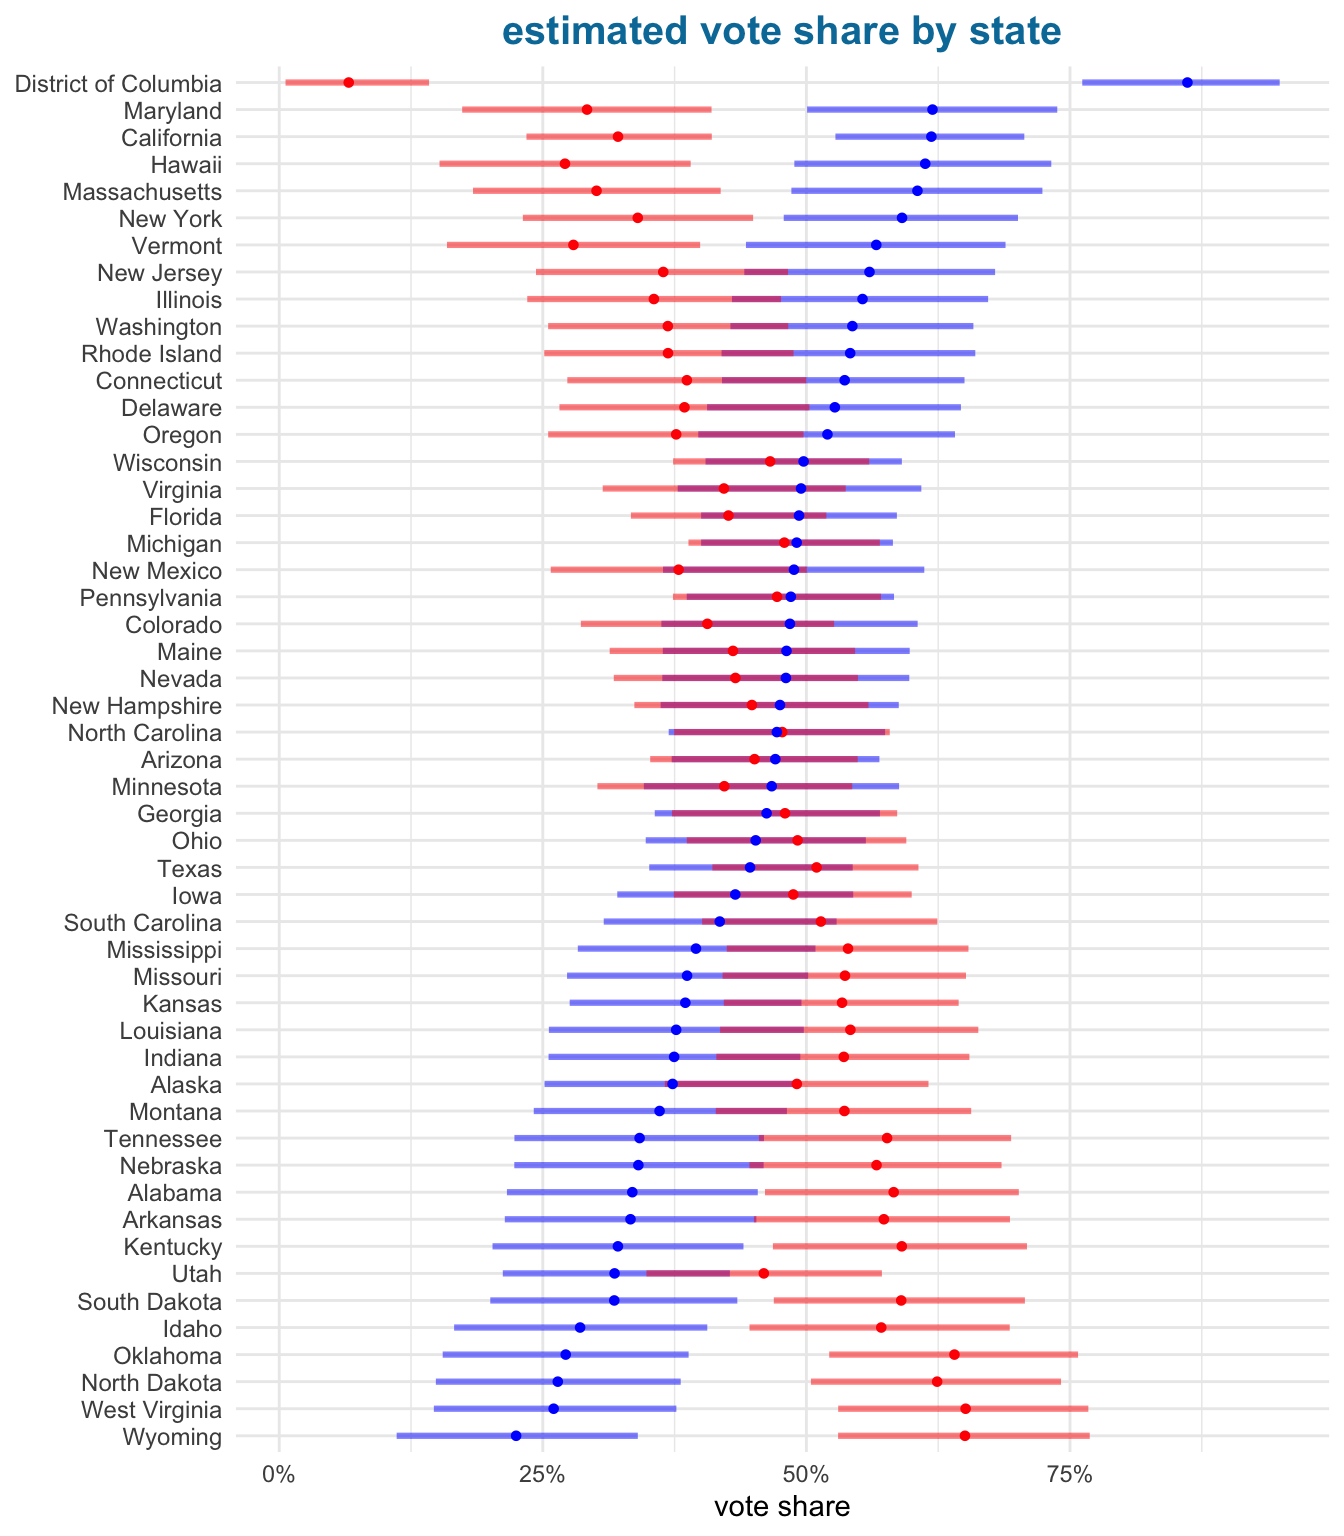 estimated vote share by state
District of Columbia
Maryland
California
Hawaii
Massachusetts
New York
Vermont
New Jersey
Illinois
Washington
Rhode Island
Connecticut
Delaware
Oregon
Wisconsin
Virginia
Florida
Michigan
New Mexico
Pennsylvania
Colorado
Maine
Nevada
New Hampshire
North Carolina
Arizona
Minnesota
Georgia
Ohio
Texas
Iowa
South Carolina
Mississippi
Missouri
Kansas
Louisiana
Indiana
Alaska
Montana
Tennessee
Nebraska
Alabama
Arkansas
Kentucky
Utah
South Dakota
Idaho
Oklahoma
North Dakota
West Virginia
Wyoming
0% 25% 50% 75%
vote share